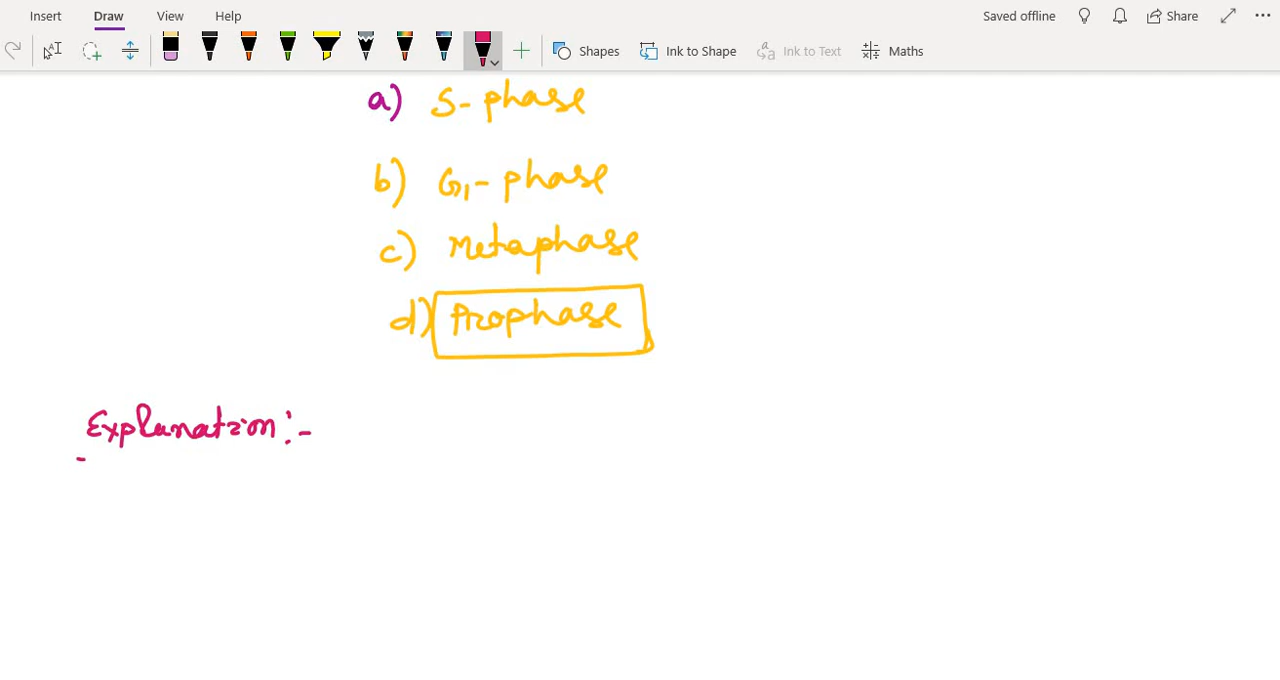 Insert Draw View Help Saved offline Share
Shapes Ink to Shape Ink to Text Maths
a) S-phase
b) G1-phase
c) Metaphase
d) Prophase
Explanation:-